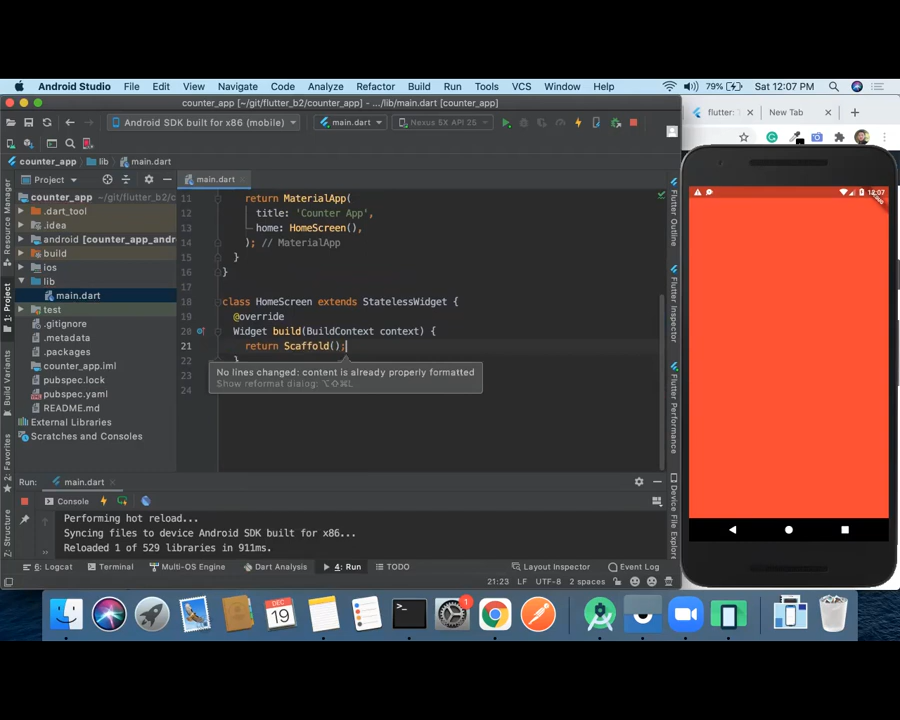 Android Studio File Edit View Navigate Code Analyze Refactor Build Run Tools VCS Window Help 79% Sat 12:07 PM
counter_app [~/git/flutter_b2/counter_app] - .../lib/main.dart [counter_app]
flutter: New Tab
Android SDK built for x86 (mobile) main.dart Nexus 5X API 25
counter_app lib main.dart
Project main.dart
counter_app ~/git/flutter_b2/c
.dart_tool
.idea
android [counter_app_andr
build
ios
lib
main.dart
test
.gitignore
.metadata
.packages
counter_app.iml
pubspec.lock
pubspec.yaml
README.md
External Libraries
Scratches and Consoles
Resource Manager
1: Project
Build Variants
2: Favorites
7: Structure
11 return MaterialApp(
12 title: 'Counter App',
13 home: HomeScreen(),
14 ); // MaterialApp
15 }
16 }
17
18 class HomeScreen extends StatelessWidget {
19 @override
20 Widget build(BuildContext context) {
21 return Scaffold();
22 }
23
24
No lines changed: content is already properly formatted
Show reformat dialog: ⌥⇧⌘L
Flutter Outline
Flutter Inspector
Flutter Performance
Device File Explorer
12:07
Run: main.dart
Console
Performing hot reload...
Syncing files to device Android SDK built for x86...
Reloaded 1 of 529 libraries in 911ms.
6: Logcat Terminal Multi-OS Engine Dart Analysis 4: Run TODO Layout Inspector Event Log
21:23 LF UTF-8 2 spaces
DEC
19
1